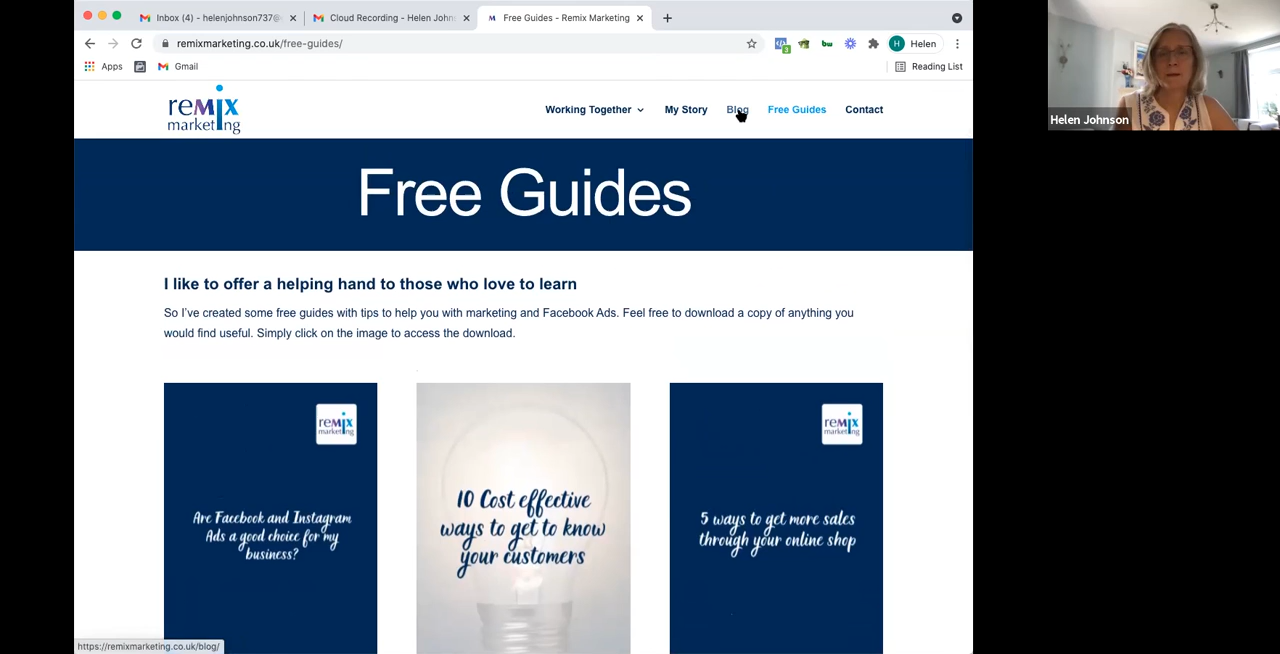 Inbox (4) - helenjohnson737@
Cloud Recording - Helen John
Free Guides - Remix Marketing
remixmarketing.co.uk/free-guides/
3
bw
H
Helen
Apps
Gmail
Reading List
remix
marketing
Working Together
My Story
Blog
Free Guides
Contact
Helen Johnson
Free Guides
I like to offer a helping hand to those who love to learn
So I've created some free guides with tips to help you with marketing and Facebook Ads. Feel free to download a copy of anything you
would find useful. Simply click on the image to access the download.
remix
marketing
Are Facebook and Instagram
Ads a good choice for my
business?
10 Cost effective
ways to get to know
your customers
remix
marketing
5 ways to get more sales
through your online shop
https://remixmarketing.co.uk/blog/